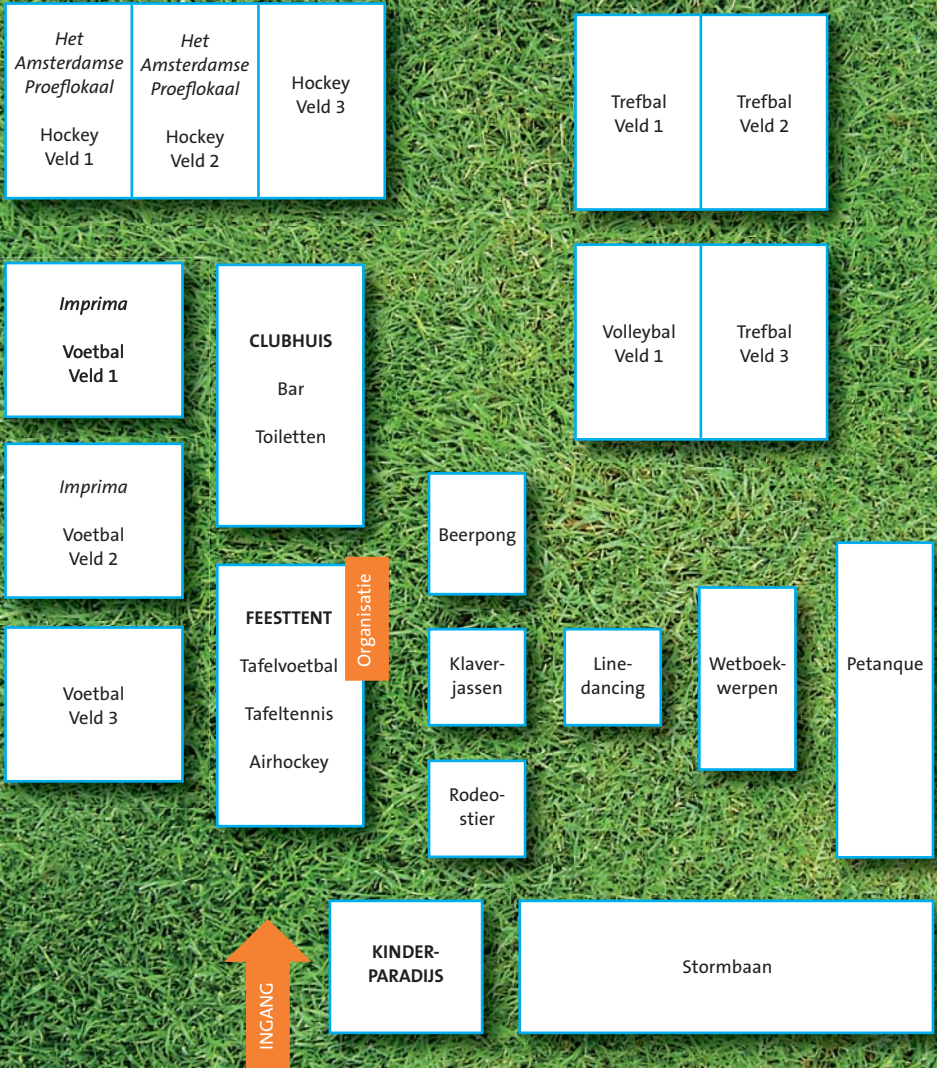 Het
Amsterdamse
Proeflokaal
Hockey
Veld 1
Het
Amsterdamse
Proeflokaal
Hockey
Veld 2
Hockey
Veld 3
Trefbal
Veld 1
Trefbal
Veld 2
Imprima
Voetbal
Veld 1
CLUBHUIS
Bar
Toiletten
Volleybal
Veld 1
Trefbal
Veld 3
Imprima
Voetbal
Veld 2
Beerpong
Voetbal
Veld 3
FEESTTENT
Tafelvoetbal
Tafeltennis
Airhockey
Organisatie
Klaver-
jassen
Line-
dancing
Wetboek-
werpen
Petanque
Rodeo-
stier
INGANG
KINDER-
PARADIJS
Stormbaan